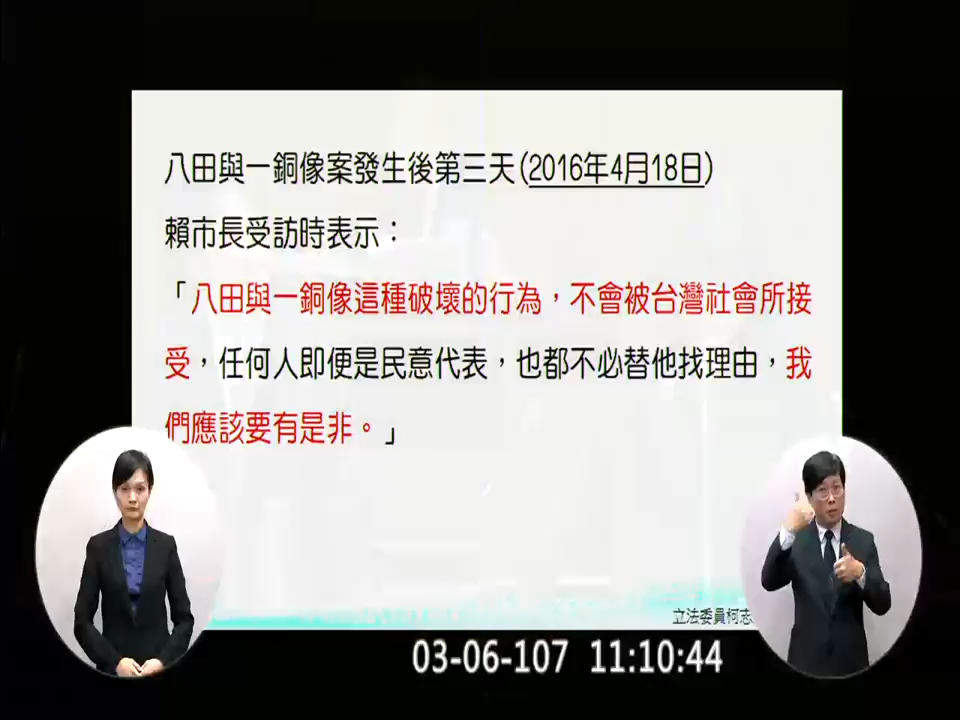 八田與一銅像案發生後第三天(2016年4月18日)
賴市長受訪時表示：
「八田與一銅像這種破壞的行為，不會被台灣社會所接
受，任何人即便是民意代表，也都不必替他找理由，我
們應該要有是非。」
立法委員柯志
03-06-107 11:10:44